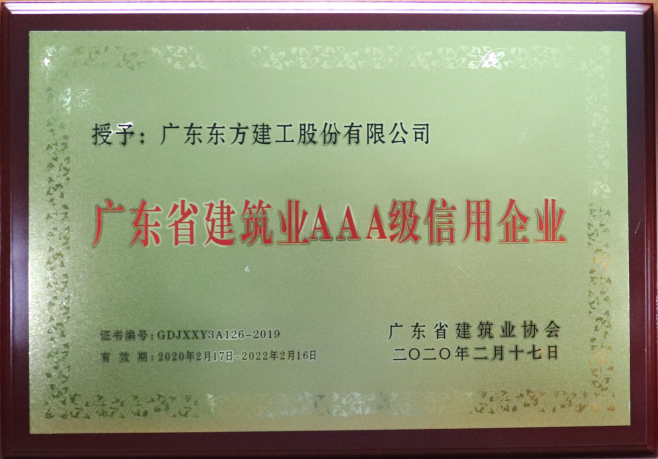 授予：广东东方建工股份有限公司
广东省建筑业AAA级信用企业
证书编号：GDJXXY3A126-2019
有 效 期：2020年2月17日-2022年2月16日
广东省建筑业协会
二〇二〇年二月十七日